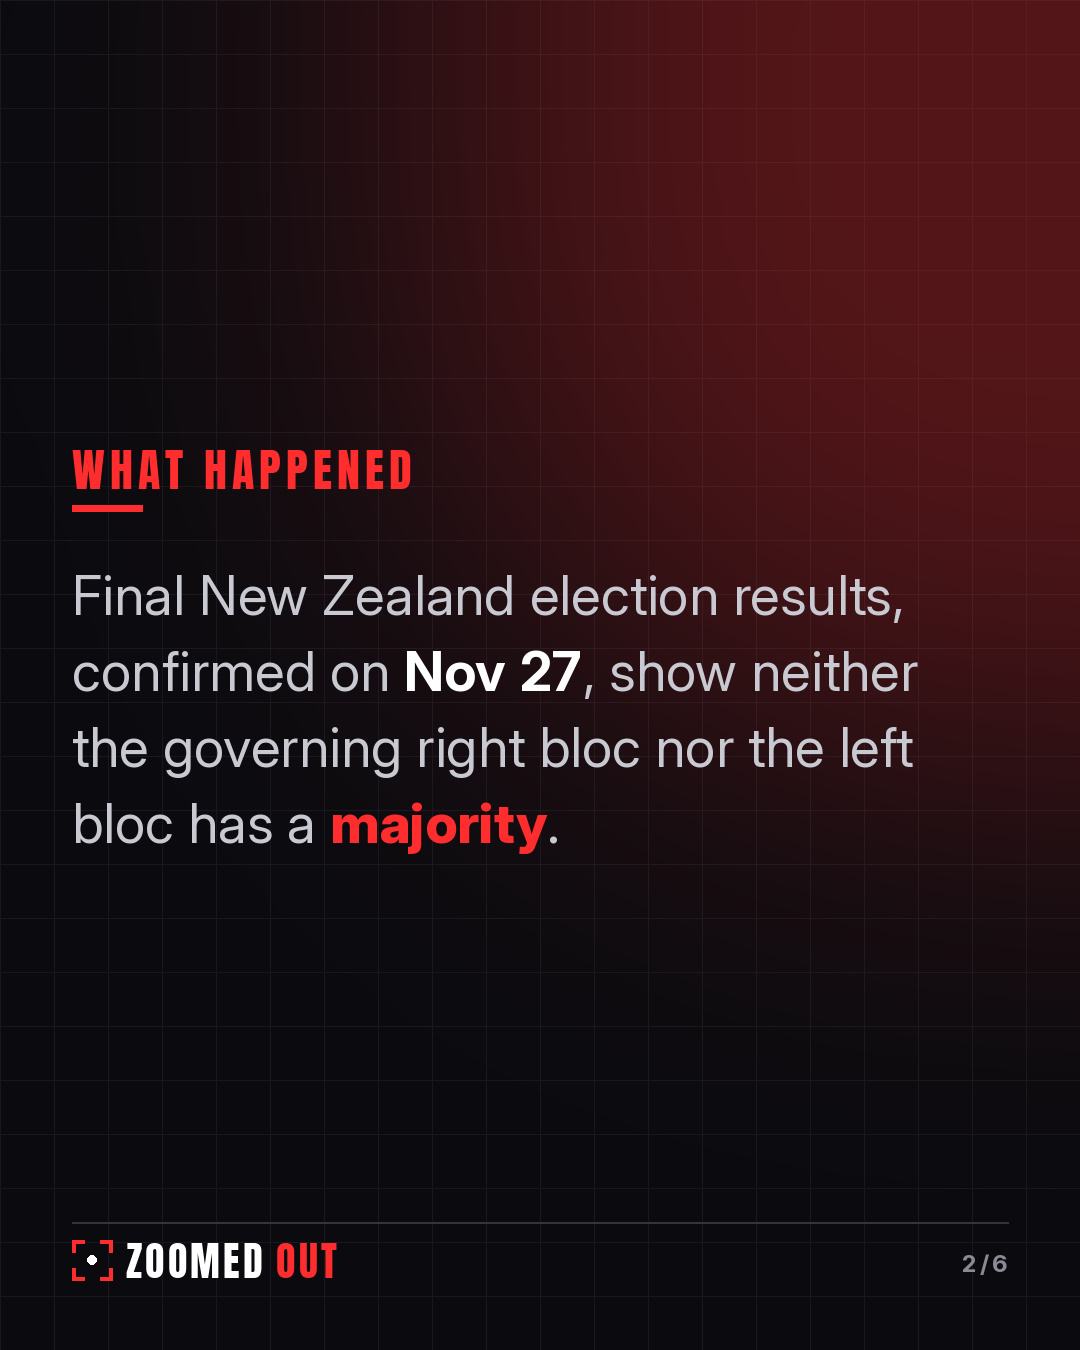 WHAT HAPPENED
Final New Zealand election results,
confirmed on Nov 27, show neither
the governing right bloc nor the left
bloc has a majority.
ZOOMED OUT
2/6